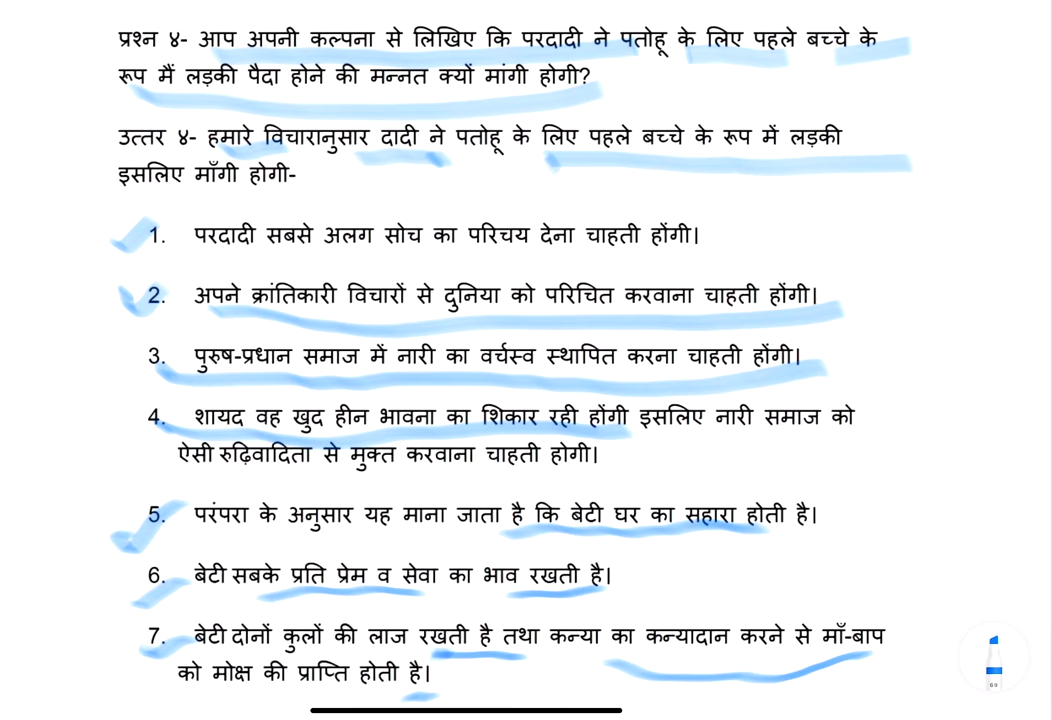 प्रश्न ४- आप अपनी कल्पना से लिखिए कि परदादी ने पतोहू के लिए पहले बच्चे के
रूप मैं लड़की पैदा होने की मन्नत क्यों मांगी होगी?
उत्तर ४- हमारे विचारानुसार दादी ने पतोहू के लिए पहले बच्चे के रूप में लड़की
इसलिए माँगी होगी-
1. परदादी सबसे अलग सोच का परिचय देना चाहती होंगी।
2. अपने क्रांतिकारी विचारों से दुनिया को परिचित करवाना चाहती होंगी।
3. पुरुष-प्रधान समाज में नारी का वर्चस्व स्थापित करना चाहती होंगी।
4. शायद वह खुद हीन भावना का शिकार रही होंगी इसलिए नारी समाज को
ऐसी रुढ़िवादिता से मुक्त करवाना चाहती होगी।
5. परंपरा के अनुसार यह माना जाता है कि बेटी घर का सहारा होती है।
6. बेटी सबके प्रति प्रेम व सेवा का भाव रखती है।
7. बेटी दोनों कुलों की लाज रखती है तथा कन्या का कन्यादान करने से माँ-बाप
को मोक्ष की प्राप्ति होती है।